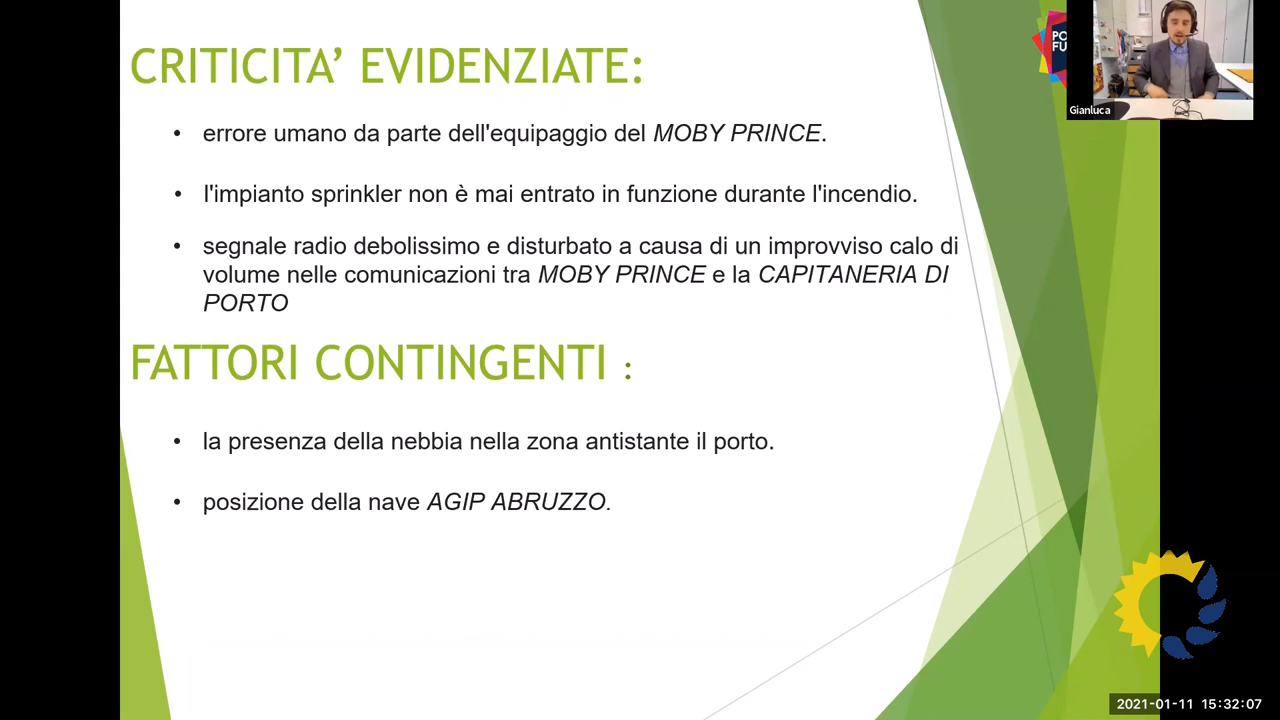 CRITICITA' EVIDENZIATE:
• errore umano da parte dell'equipaggio del MOBY PRINCE.
• l'impianto sprinkler non è mai entrato in funzione durante l'incendio.
• segnale radio debolissimo e disturbato a causa di un improvviso calo di
volume nelle comunicazioni tra MOBY PRINCE e la CAPITANERIA DI
PORTO
FATTORI CONTINGENTI :
• la presenza della nebbia nella zona antistante il porto.
• posizione della nave AGIP ABRUZZO.
Gianluca
2021-01-11 15:32:07